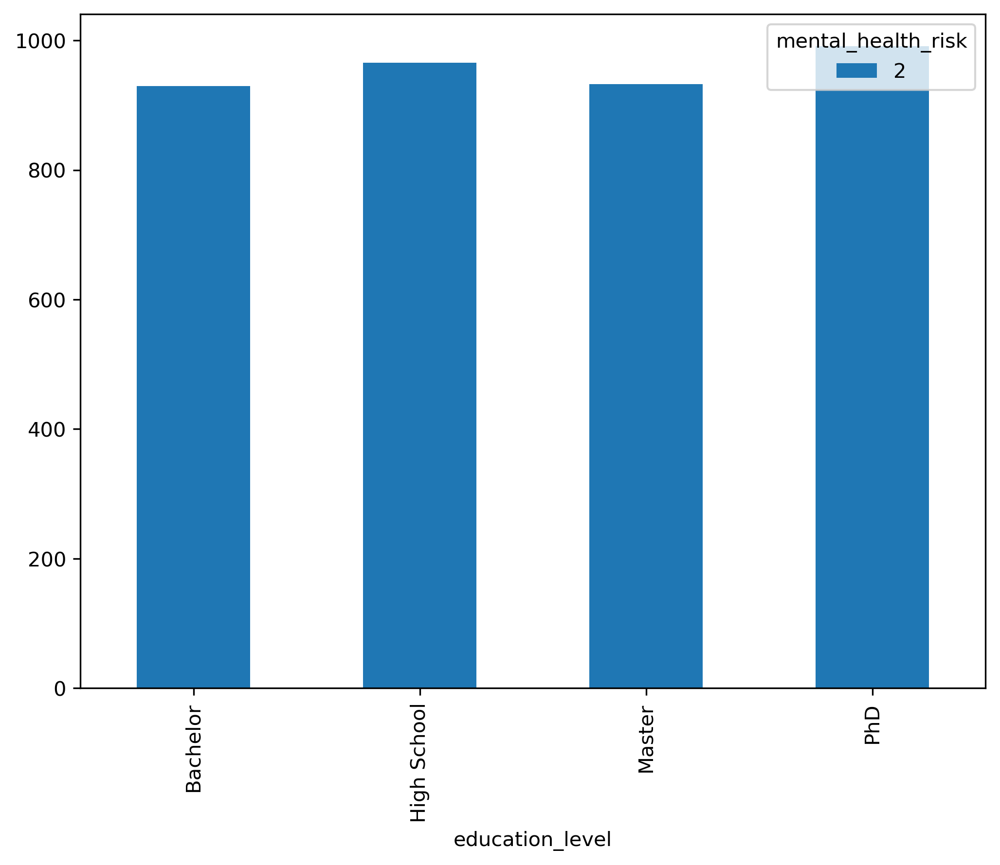 mental_health_risk
2
1000
800
600
400
200
0
Bachelor
High School
Master
PhD
education_level